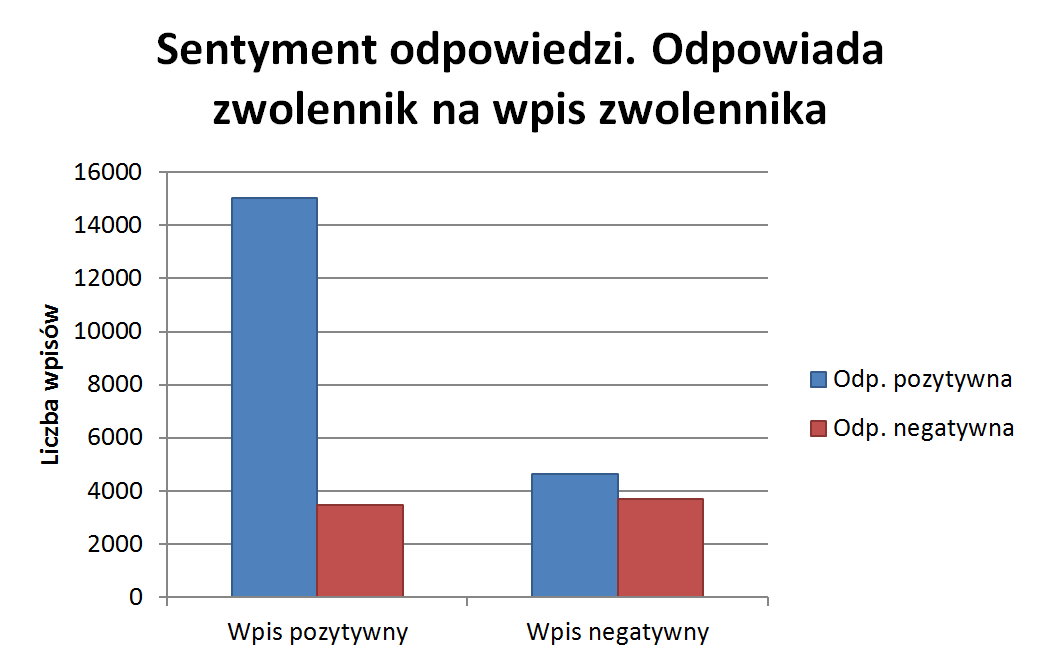 Sentyment odpowiedzi. Odpowiada
zwolennik na wpis zwolennika
Liczba wpisów
16000
14000
12000
10000
8000
6000
4000
2000
0
Wpis pozytywny
Wpis negatywny
Odp. pozytywna
Odp. negatywna